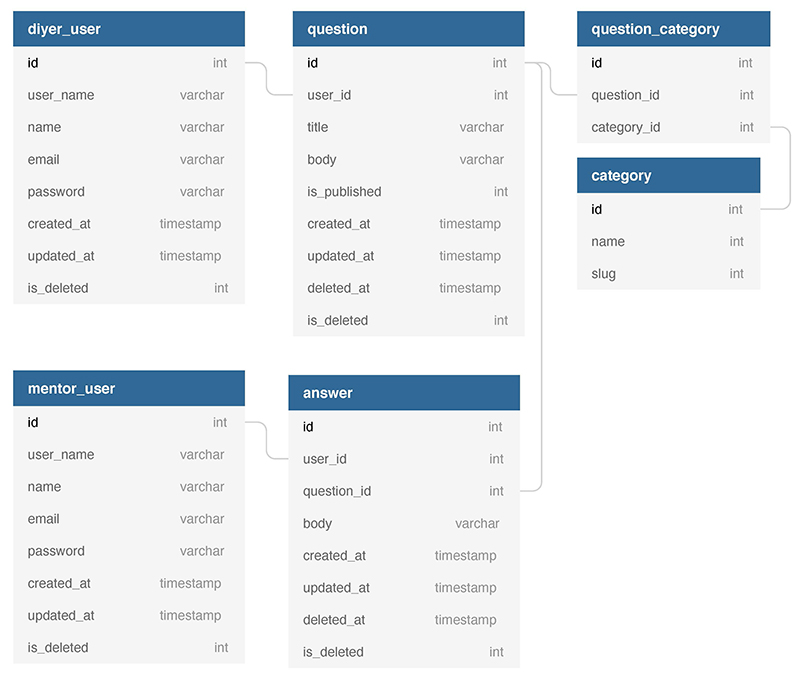 diyer_user
id int
user_name varchar
name varchar
email varchar
password varchar
created_at timestamp
updated_at timestamp
is_deleted int
question
id int
user_id int
title varchar
body varchar
is_published int
created_at timestamp
updated_at timestamp
deleted_at timestamp
is_deleted int
question_category
id int
question_id int
category_id int
category
id int
name int
slug int
mentor_user
id int
user_name varchar
name varchar
email varchar
password varchar
created_at timestamp
updated_at timestamp
is_deleted int
answer
id int
user_id int
question_id int
body varchar
created_at timestamp
updated_at timestamp
deleted_at timestamp
is_deleted int